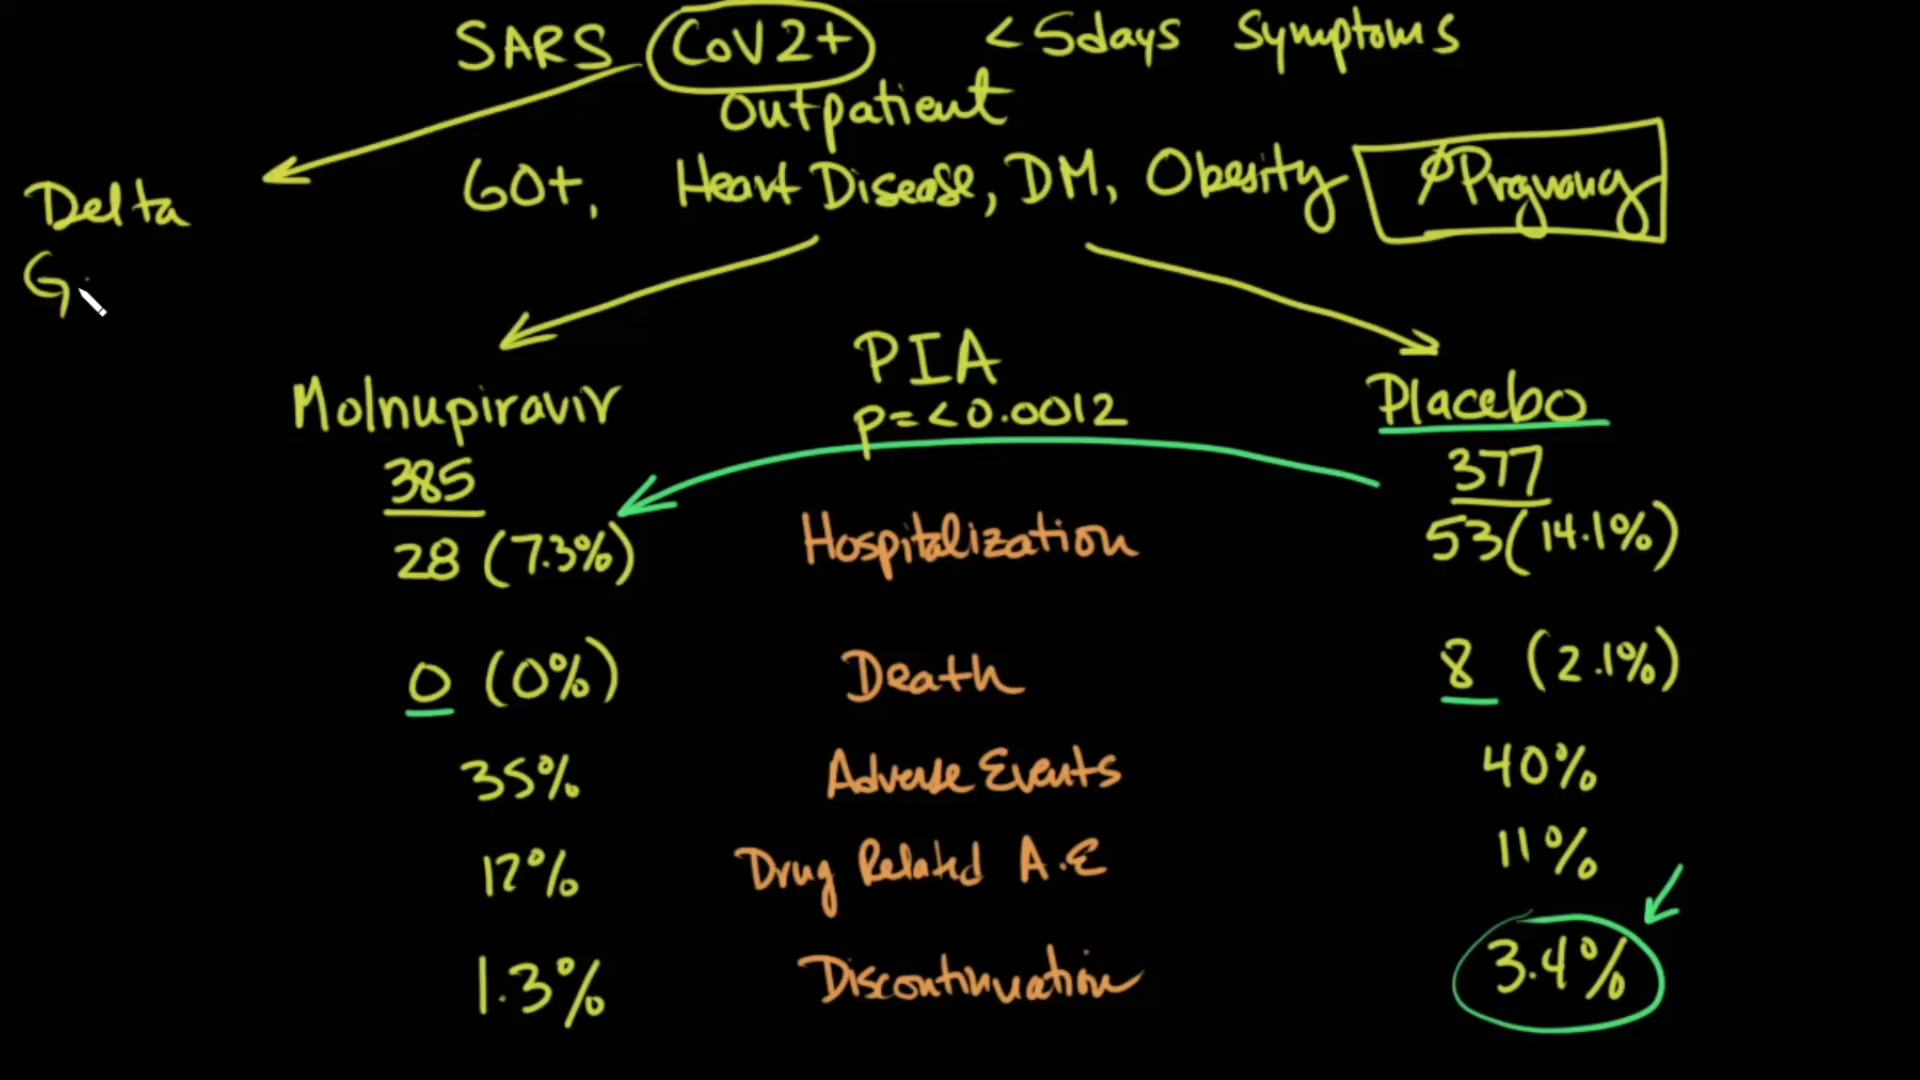 SARS CoV2+ <5days Symptoms
Outpatient
60+, Heart Disease, DM, Obesity ØPregnancy
Delta
G
PIA
p=<0.0012
Molnupiravir Placebo
385 377
28 (7.3%) Hospitalization 53(14.1%)
0 (0%) Death 8 (2.1%)
35% Adverse Events 40%
12% Drug Related A.E 11%
1.3% Discontinuation 3.4%